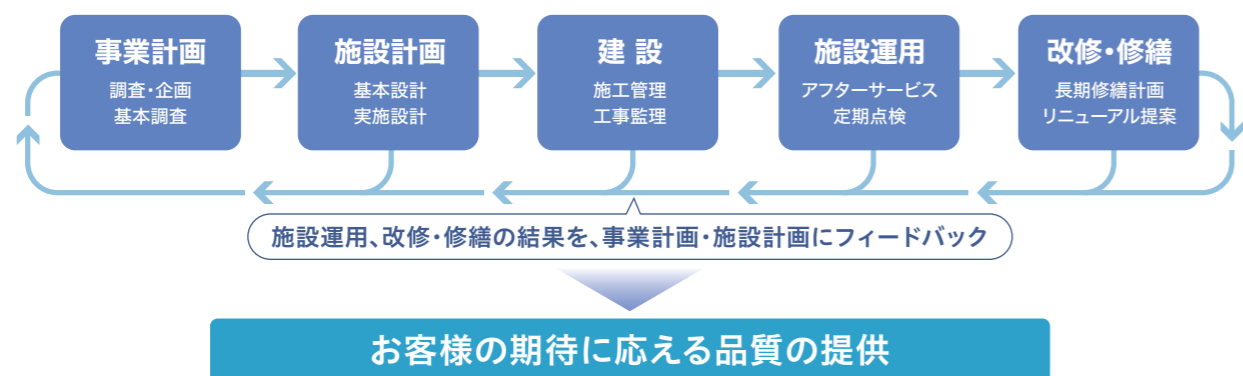 事業計画
調査・企画
基本調査
施設計画
基本設計
実施設計
建 設
施工管理
工事監理
施設運用
アフターサービス
定期点検
改修・修繕
長期修繕計画
リニューアル提案
施設運用、改修・修繕の結果を、事業計画・施設計画にフィードバック
お客様の期待に応える品質の提供